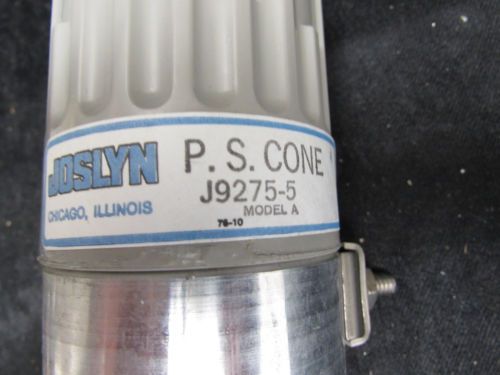 JOSLYN P. S. CONE
CHICAGO, ILLINOIS J9275-5
MODEL A
76-10